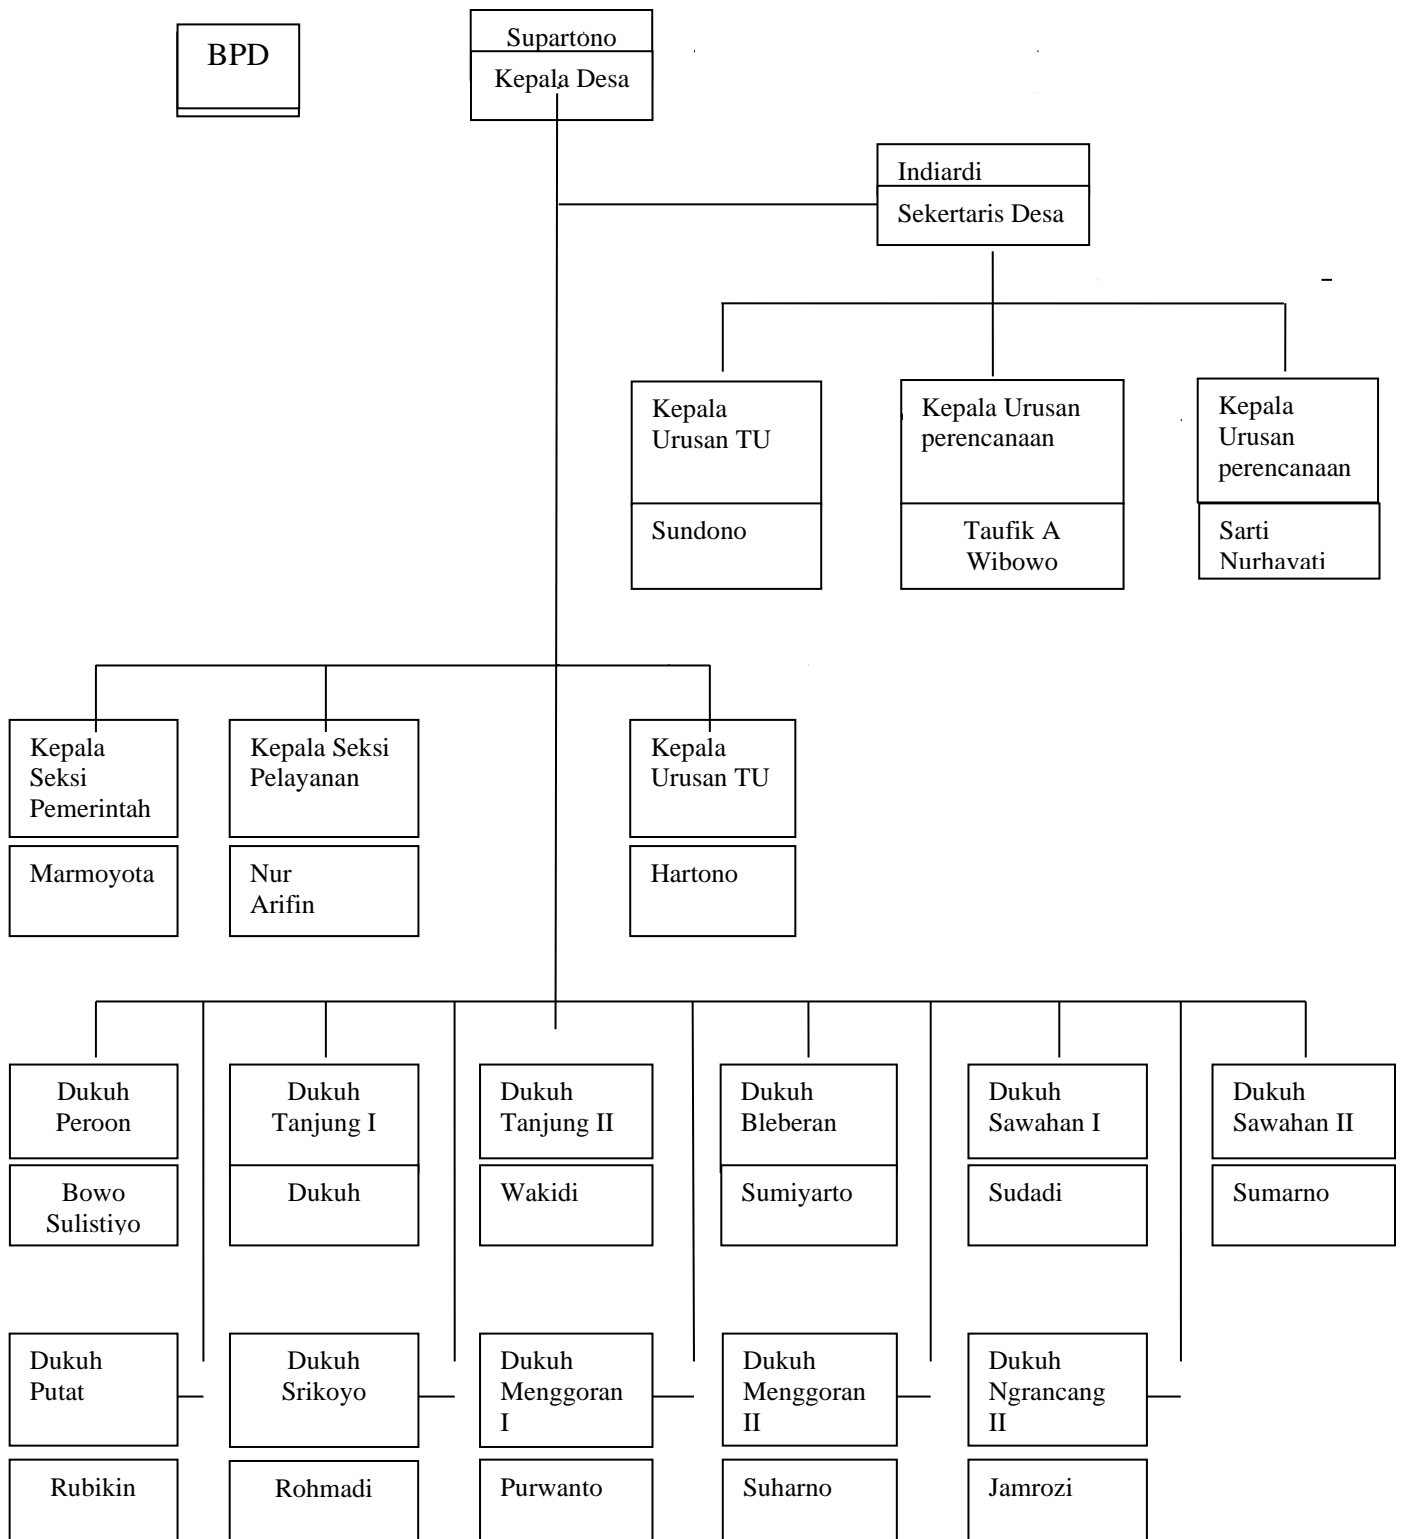 BPD
Supartono
Kepala Desa
Indiardi
Sekertaris Desa
Kepala
Urusan TU
Sundono
Kepala Urusan
perencanaan
Taufik A
Wibowo
Kepala
Urusan
perencanaan
Sarti
Nurhayati
Kepala
Seksi
Pemerintah
Marmoyota
Kepala Seksi
Pelayanan
Nur
Arifin
Kepala
Urusan TU
Hartono
Dukuh
Peroon
Bowo
Sulistiyo
Dukuh
Tanjung I
Dukuh
Dukuh
Tanjung II
Wakidi
Dukuh
Bleberan
Sumiyarto
Dukuh
Sawahan I
Sudadi
Dukuh
Sawahan II
Sumarno
Dukuh
Putat
Rubikin
Dukuh
Srikoyo
Rohmadi
Dukuh
Menggoran
I
Purwanto
Dukuh
Menggoran
II
Suharno
Dukuh
Ngrancang
II
Jamrozi